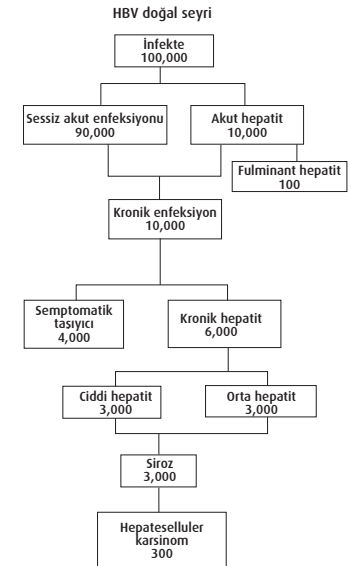 HBV doğal seyri
İnfekte
100,000
Sessiz akut enfeksiyonu
90,000
Akut hepatit
10,000
Fulminant hepatit
100
Kronik enfeksiyon
10,000
Semptomatik
taşıyıcı
4,000
Kronik hepatit
6,000
Ciddi hepatit
3,000
Orta hepatit
3,000
Siroz
3,000
Hepateselluler
karsinom
300